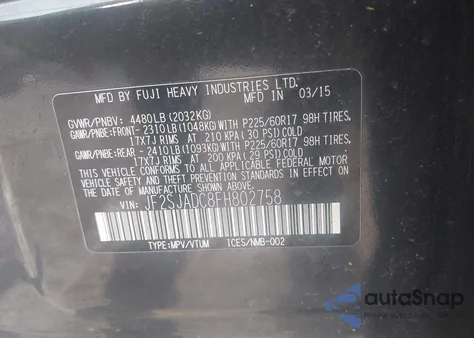 MFD BY FUJI HEAVY INDUSTRIES LTD.
GVWR/PNBV: 4480LB(2032KG) IN 03/15
GAWR/PNBE:FRONT- 2310LB(1048KG)WITH P225/60R17 98H TIRES,
17X7J RIMS AT 210 KPA(30 PSI)COLD
GAWR/PNBE:REAR - 2410LB(1093KG)WITH P225/60R17 98H TIRES,
17X7J RIMS AT 200 KPA(29 PSI)COLD
THIS VEHICLE CONFORMS TO ALL APPLICABLE FEDERAL
MOTOR VEHICLE SAFETY STANDARDS IN EFFECT ON THE
DATE OF MANUFACTURE SHOWN ABOVE.
VIN: JF2SJADC8FH802758
TYPE:MPV/VTUM ICES/NMB-002
autoSnap